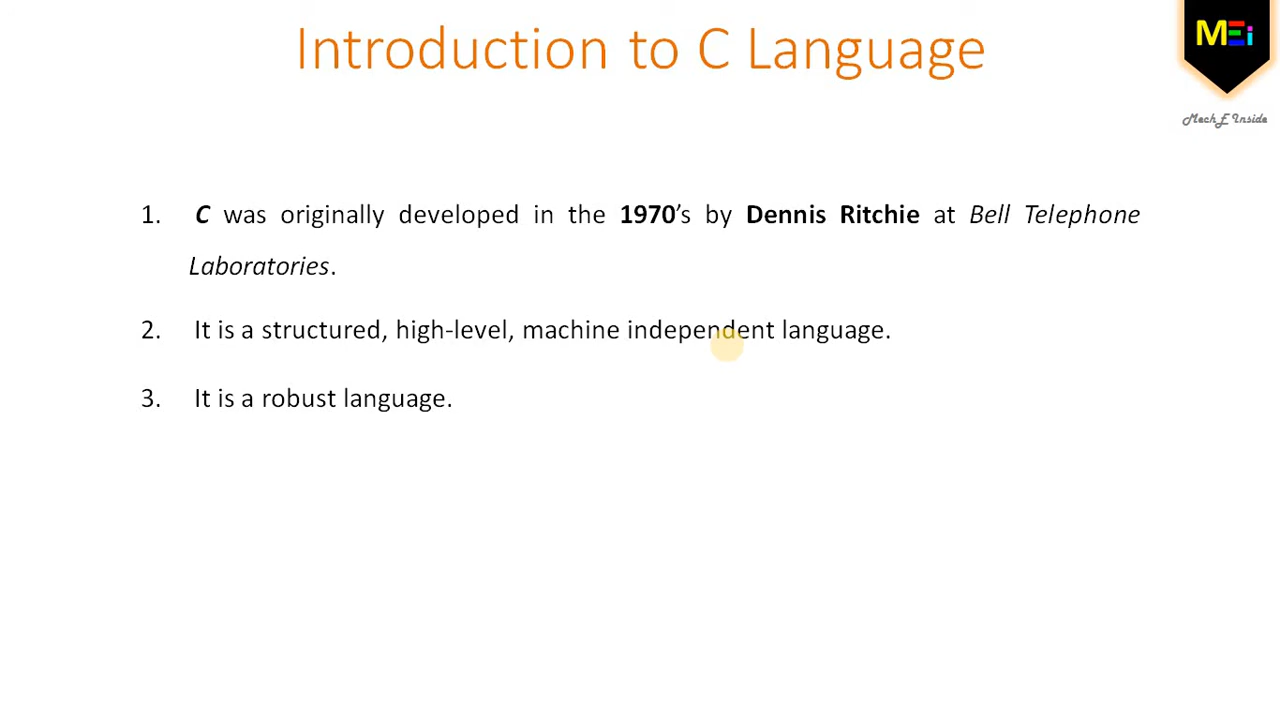 Introduction to C Language
MEi
Mech E Inside
1. C was originally developed in the 1970’s by Dennis Ritchie at Bell Telephone
Laboratories.
2. It is a structured, high-level, machine independent language.
3. It is a robust language.